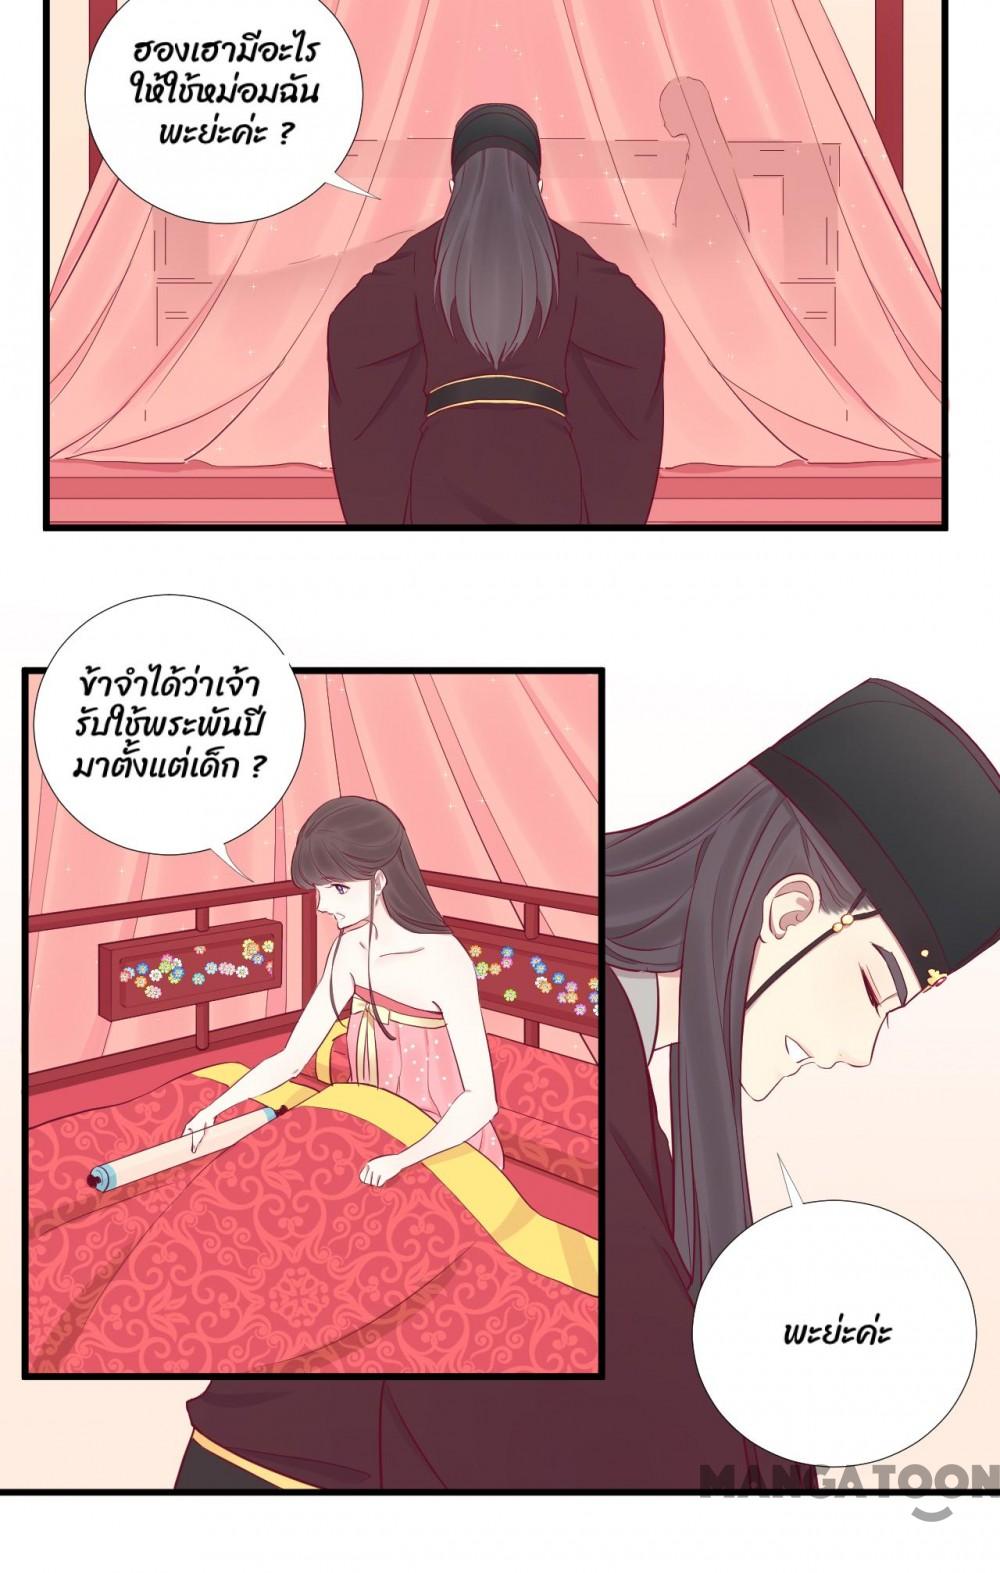 ฮองเฮามีอะไร
ให้ใช้หม่อมฉัน
พะย่ะค่ะ ?
ข้าจำได้ว่าเจ้า
รับใช้พระพันปี
มาตั้งแต่เด็ก ?
พะย่ะค่ะ
MANGATOON